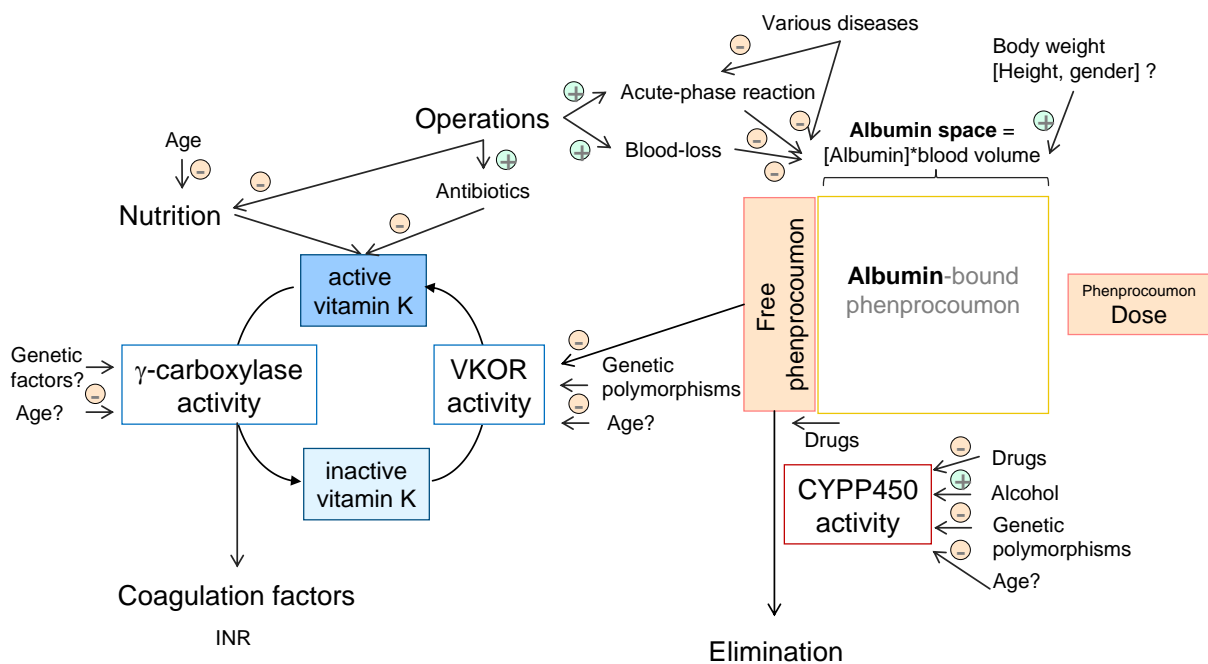 Various diseases
Body weight
[Height, gender] ?
-
+
Acute-phase reaction
Operations
-
+
Albumin space =
+
Age
-
+
Blood-loss
-
-
[Albumin]*blood volume
-
+
Antibiotics
Nutrition
-
active
vitamin K
Free
phenprocoumon
Albumin-bound
phenprocoumon
Phenprocoumon
Dose
-
Genetic
factors?
-
Age?
γ-carboxylase
activity
VKOR
activity
Genetic
polymorphisms
-
Age?
Drugs
inactive
vitamin K
CYPP450
activity
-
Drugs
+
Alcohol
-
Genetic
polymorphisms
-
Age?
Coagulation factors
INR
Elimination